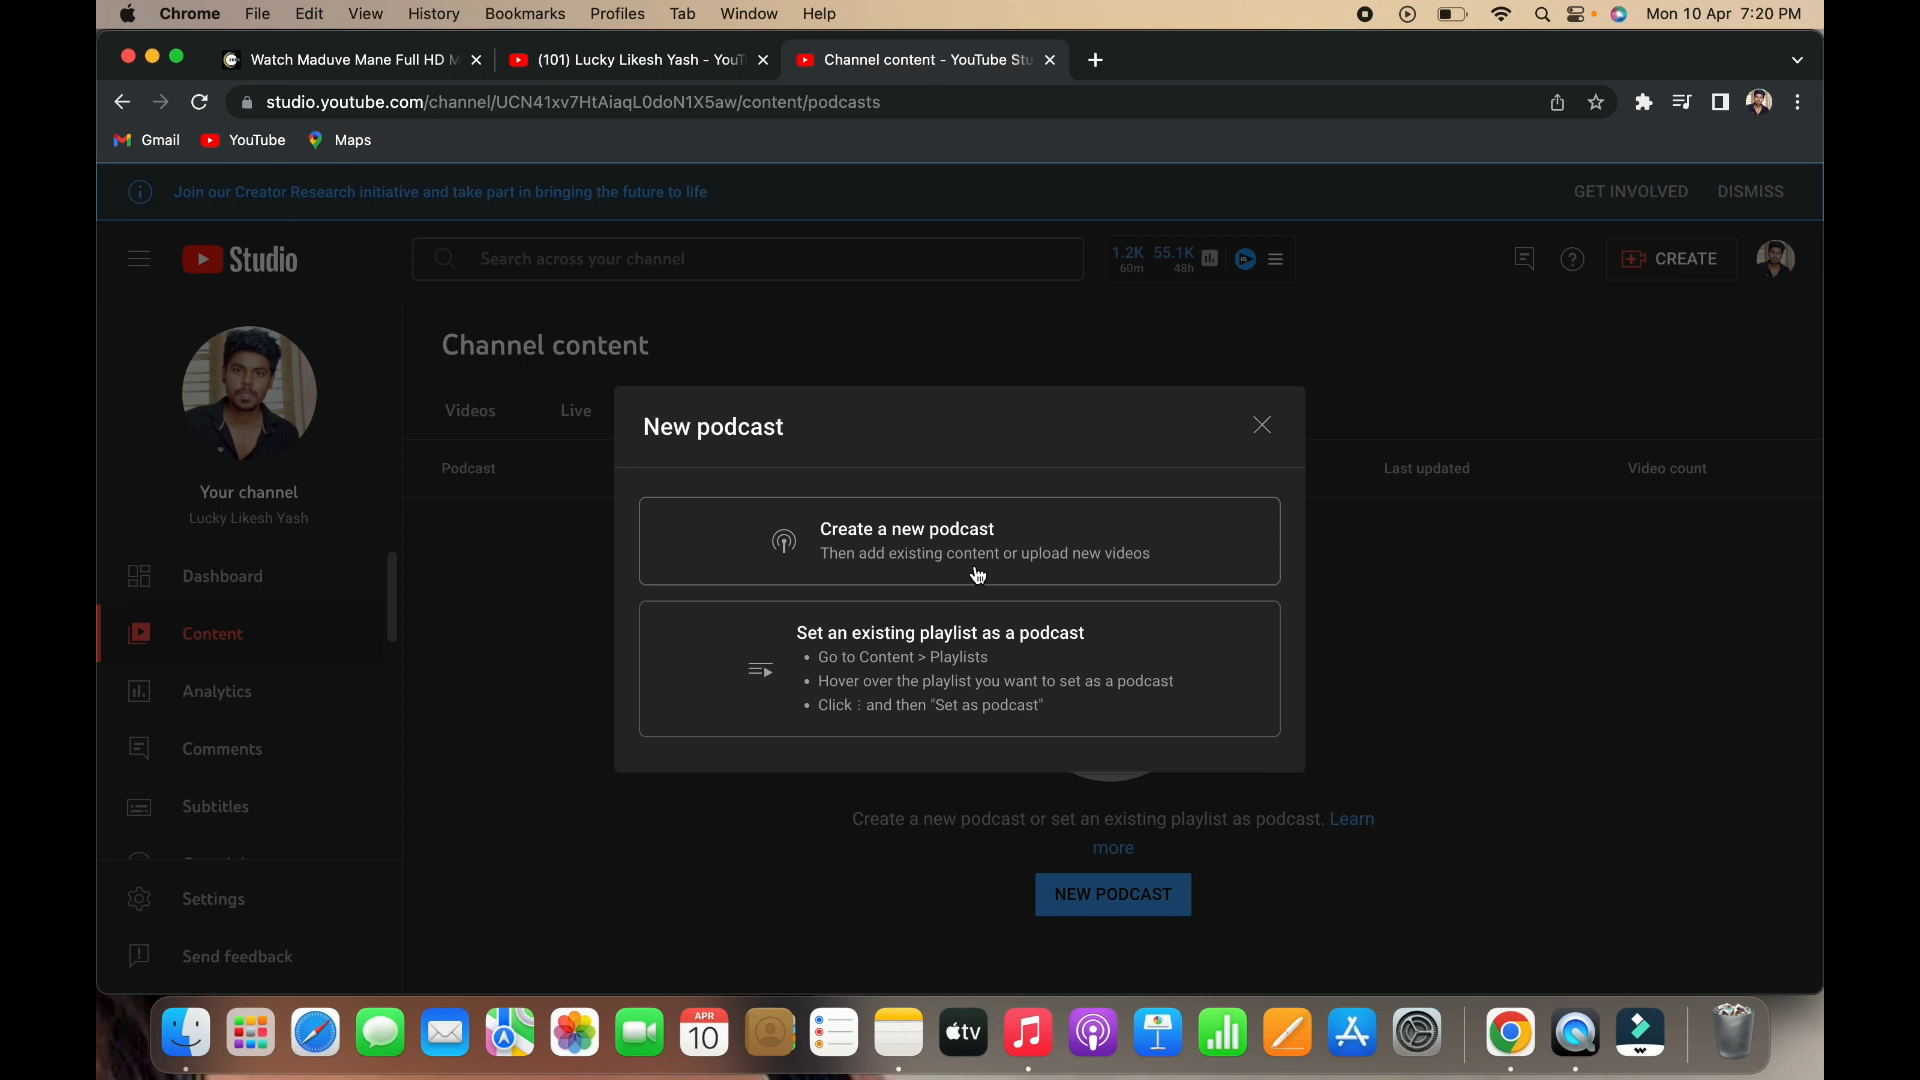 Chrome File Edit View History Bookmarks Profiles Tab Window Help Mon 10 Apr 7:20 PM
Watch Maduve Mane Full HD M (101) Lucky Likesh Yash - YouT Channel content - YouTube Stu
studio.youtube.com/channel/UCN41xv7HtAiaqL0doN1X5aw/content/podcasts
Gmail YouTube Maps
Join our Creator Research initiative and take part in bringing the future to life GET INVOLVED DISMISS
Studio Search across your channel 1.2K 55.1K CREATE
60m 48h
Channel content
Videos Live
New podcast
Podcast Last updated Video count
Your channel
Lucky Likesh Yash
Create a new podcast
Then add existing content or upload new videos
Dashboard
Content
Analytics
Comments
Subtitles
Settings
Send feedback
Set an existing playlist as a podcast
• Go to Content > Playlists
• Hover over the playlist you want to set as a podcast
• Click ⋮ and then "Set as podcast"
Create a new podcast or set an existing playlist as podcast. Learn
more
NEW PODCAST
APR
10
tv